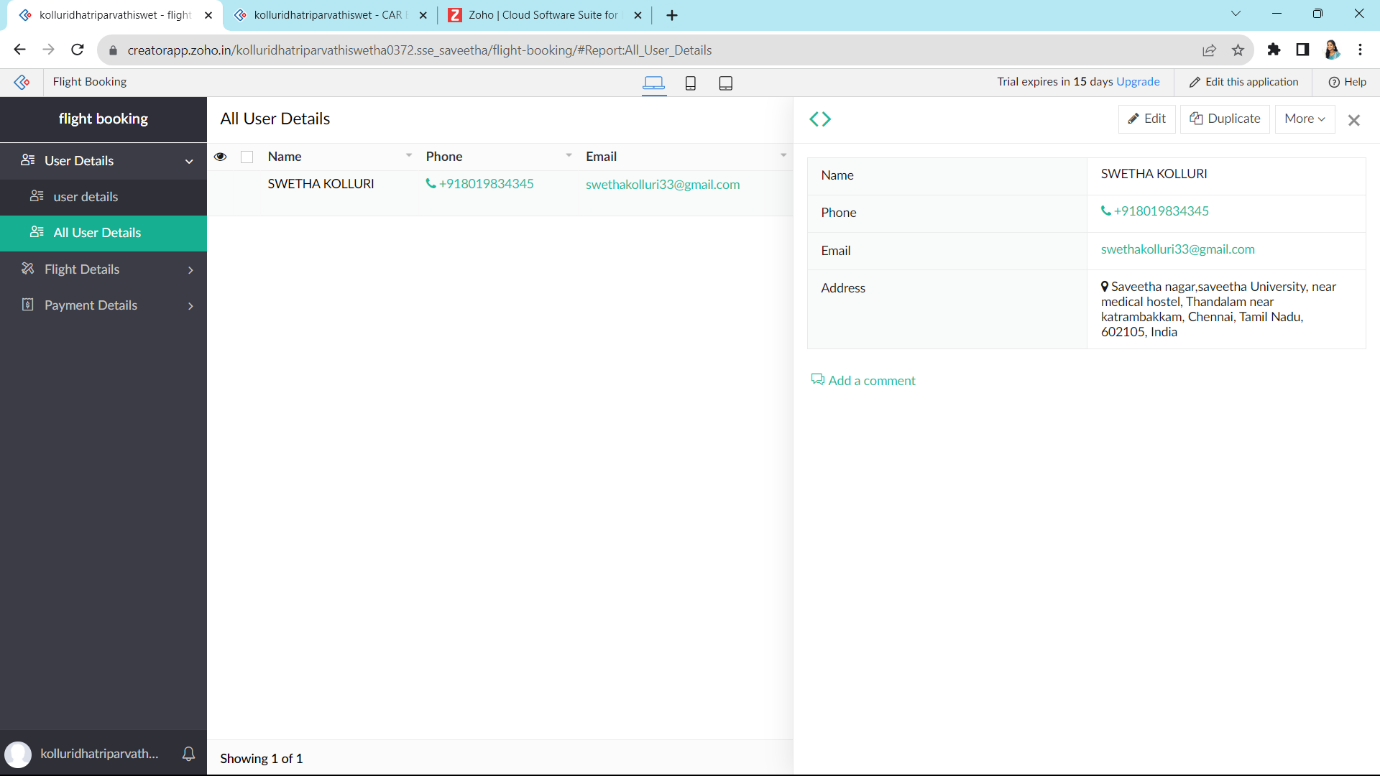 kolluridhatriparvathiswet - flight
kolluridhatriparvathiswet - CAR
Zoho | Cloud Software Suite for
creatorapp.zoho.in/kolluridhatriparvathiswetha0372.sse_saveetha/flight-booking/#Report:All_User_Details
Flight Booking
Trial expires in 15 days Upgrade
Edit this application
Help
flight booking
User Details
user details
All User Details
Flight Details
Payment Details
kolluridhatriparvath...
All User Details
Name Phone Email
SWETHA KOLLURI +918019834345 swethakolluri33@gmail.com
Showing 1 of 1
<> Edit Duplicate More
Name SWETHA KOLLURI
Phone +918019834345
Email swethakolluri33@gmail.com
Address Saveetha nagar,saveetha University, near
medical hostel, Thandalam near
katrambakkam, Chennai, Tamil Nadu,
602105, India
Add a comment